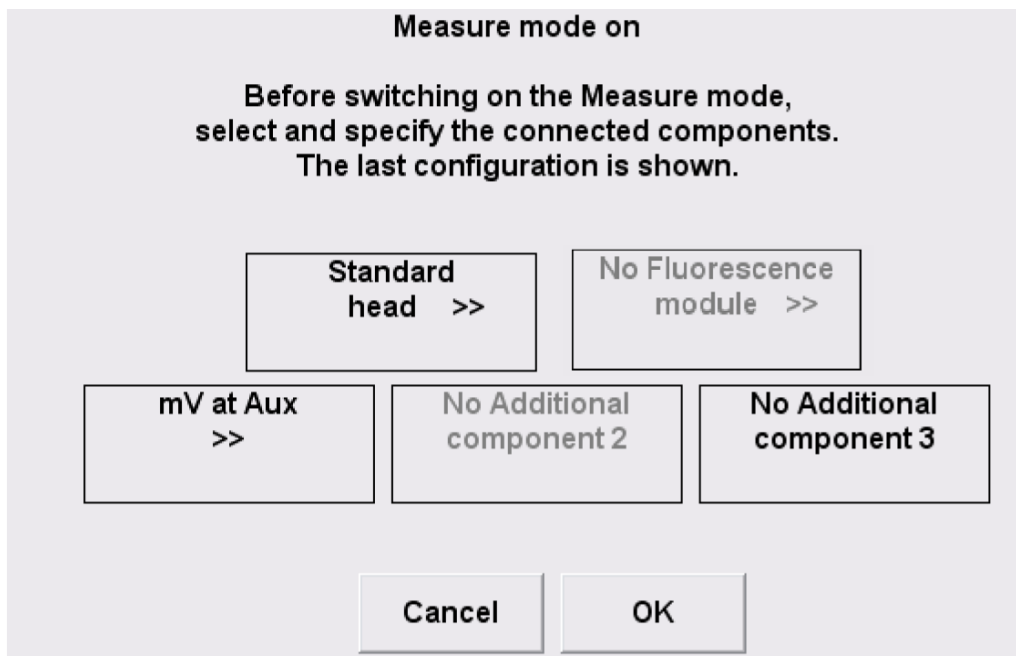 Measure mode on
Before switching on the Measure mode,
select and specify the connected components.
The last configuration is shown.
Standard
head >>
No Fluorescence
module >>
mV at Aux
>>
No Additional
component 2
No Additional
component 3
Cancel
OK